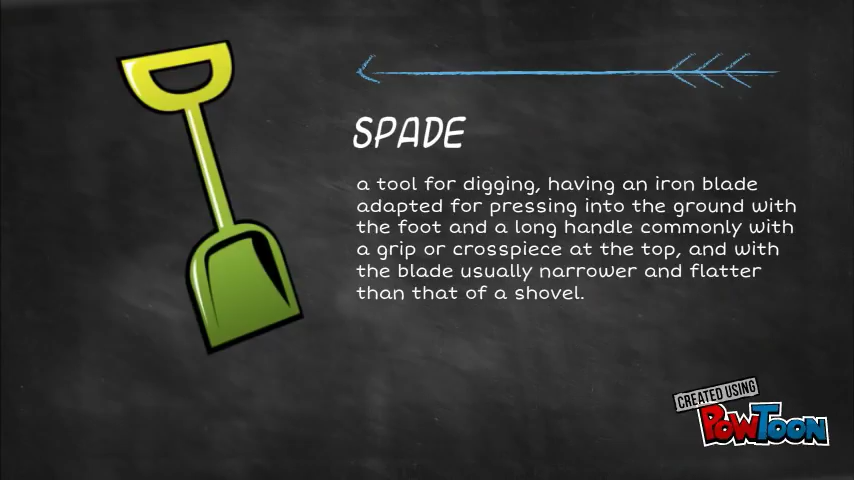 SPADE
a tool for digging, having an iron blade
adapted for pressing into the ground with
the foot and a long handle commonly with
a grip or crosspiece at the top, and with
the blade usually narrower and flatter
than that of a shovel.
CREATED USING
POWTOON